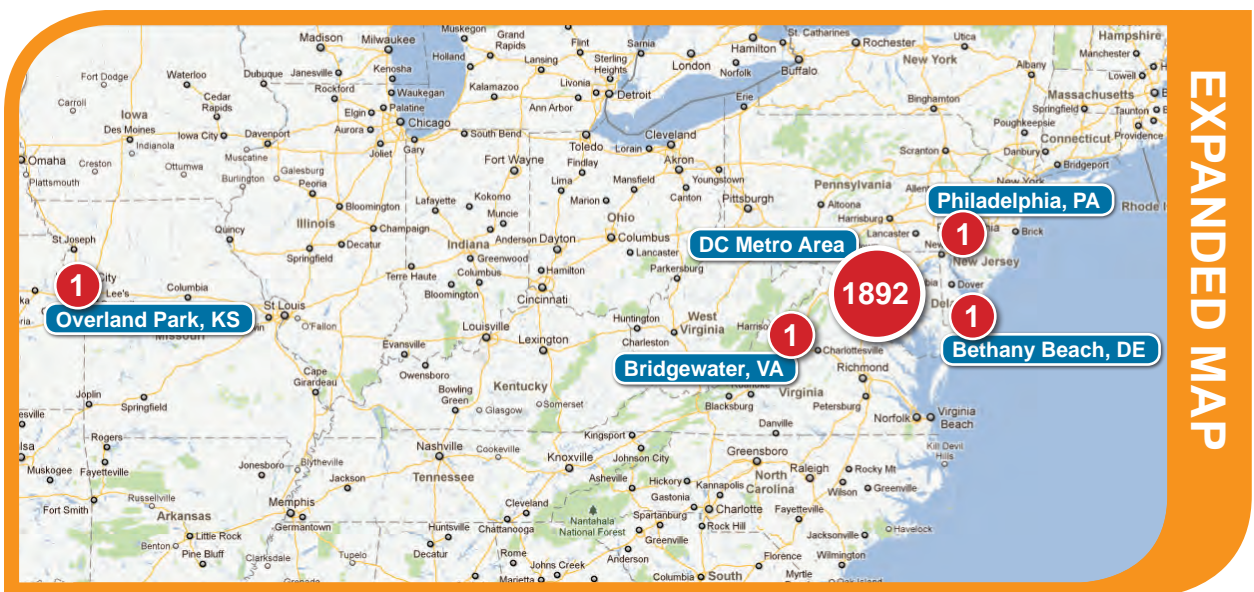 EXPANDED MAP
Madison
Milwaukee
Muskegon
Grand
Rapids
Flint
Sarnia
St. Catharines
Hamilton
Rochester
Utica
Hampshire
Fort Dodge
Waterloo
Dubuque
Janesville
Kenosha
Holland
Lansing
Sterling
Heights
London
Norfolk
Buffalo
New York
Albany
Manchester
Lowell
Carroll
Iowa
Cedar
Rapids
Rockford
Waukegan
Kalamazoo
Livonia
Detroit
Ann Arbor
Erie
Binghamton
Massachusetts
Springfield
Taunton
Elgin
Palatine
Chicago
Poughkeepsie
Des Moines
Indianola
Iowa City
Davenport
Aurora
Joliet
Gary
South Bend
Toledo
Cleveland
Lorain
Connecticut
Providence
Omaha
Creston
Ottumwa
Muscatine
Galesburg
Fort Wayne
Findlay
Akron
Scranton
Danbury
Bridgeport
Plattsmouth
Burlington
Peoria
Lima
Mansfield
Canton
Youngstown
Pennsylvania
New York
Bloomington
Lafayette
Kokomo
Muncie
Marion
Pittsburgh
Altoona
Harrisburg
Philadelphia, PA
Rhode I
Quincy
Illinois
Champaign
Ohio
Lancaster
1
Brick
St Joseph
Decatur
Springfield
Indiana
Anderson
Dayton
Columbus
Lancaster
DC Metro Area
New Jersey
Greenwood
Terre Haute
Columbus
Hamilton
Parkersburg
1892
Dover
1
City
Lee's
Columbia
Bloomington
Cincinnati
Overland Park, KS
St Louis
O'Fallon
Louisville
Lexington
Huntington
Charleston
West
Virginia
1
1
Bethany Beach, DE
Missouri
Evansville
Bridgewater, VA
Charlottesville
Richmond
Owensboro
Cape
Girardeau
Bowling
Green
Kentucky
Glasgow
Somerset
Roanoke
Blacksburg
Virginia
Petersburg
Joplin
Springfield
Norfolk
Virginia
Beach
Danville
Rogers
Kingsport
Johnson City
Kill Devil
Hills
Muskogee
Fayetteville
Jonesboro
Blytheville
Nashville
Cookeville
Knoxville
Greensboro
Raleigh
Rocky Mt
Jackson
Tennessee
Asheville
Hickory
Kannapolis
North
Carolina
Wilson
Greenville
Russellville
Fort Smith
Arkansas
Memphis
Germantown
Cleveland
Chattanooga
Nantahala
National Forest
Gastonia
Charlotte
Spartanburg
Greenville
Rock Hill
Fayetteville
Little Rock
Huntsville
Jacksonville
Havelock
Benton
Pine Bluff
Clarksdale
Tupelo
Decatur
Rome
Johns Creek
Anderson
Florence
Wilmington
Marietta
Columbia
South
Myrtle